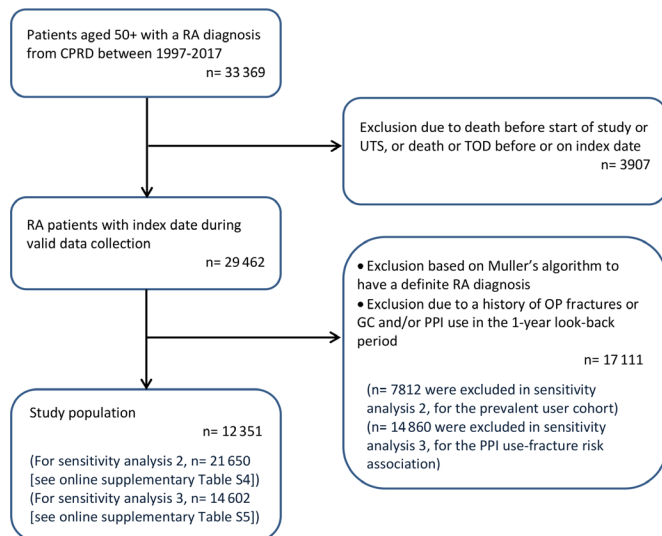 Patients aged 50+ with a RA diagnosis
from CPRD between 1997-2017
n= 33 369
Exclusion due to death before start of study or
UTS, or death or TOD before or on index date
n= 3907
RA patients with index date during
valid data collection
n= 29 462
• Exclusion based on Muller's algorithm to
have a definite RA diagnosis
• Exclusion due to a history of OP fractures or
GC and/or PPI use in the 1-year look-back
period
n= 17 111
(n= 7812 were excluded in sensitivity
analysis 2, for the prevalent user cohort)
(n= 14 860 were excluded in sensitivity
analysis 3, for the PPI use-fracture risk
association)
Study population
n= 12 351
(For sensitivity analysis 2, n= 21 650
[see online supplementary Table S4])
(For sensitivity analysis 3, n= 14 602
[see online supplementary Table S5])